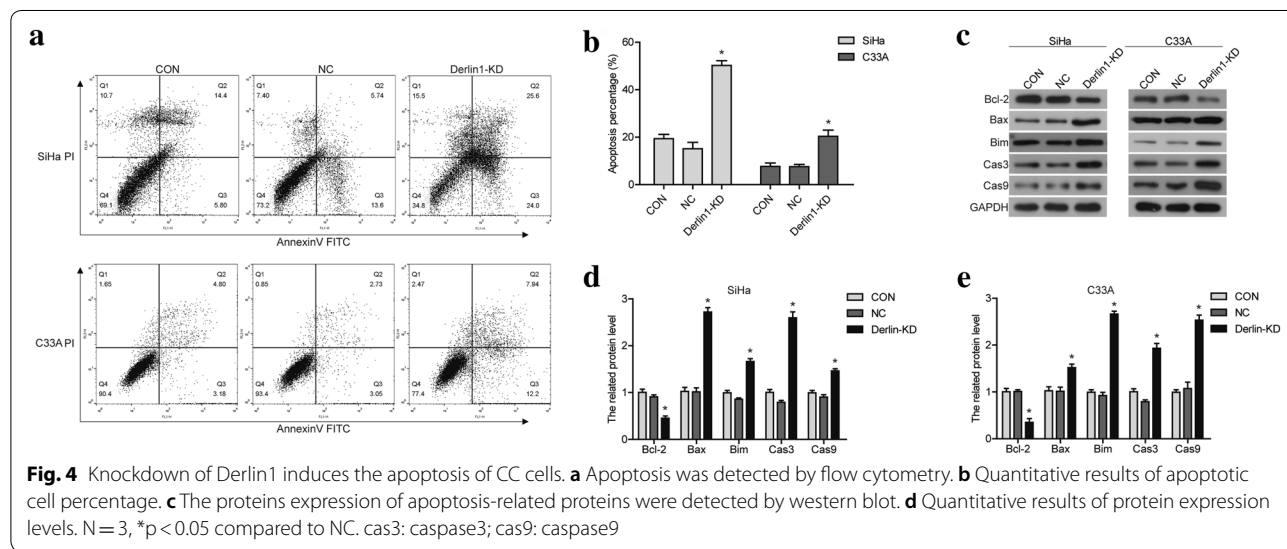 a
CON
NC
Derlin1-KD
Q1
10.7
Q2
14.4
Q4
69.1
Q3
5.80
Q1
7.40
Q2
5.74
Q4
73.2
Q3
13.6
Q1
15.5
Q2
25.6
Q4
34.8
Q3
24.0
SiHa PI
AnnexinV FITC
Q1
1.65
Q2
4.80
Q4
90.4
Q3
3.18
Q1
0.85
Q2
2.73
Q4
93.4
Q3
3.05
Q1
2.47
Q2
7.94
Q4
77.4
Q3
12.2
C33A PI
AnnexinV FITC
b
Apoptosis percentage (%)
60
40
20
0
SiHa
C33A
*
*
CON
NC
Derlin1-KD
CON
NC
Derlin1-KD
c
SiHa
C33A
CON
NC
Derlin1-KD
CON
NC
Derlin1-KD
Bcl-2
Bax
Bim
Cas3
Cas9
GAPDH
d
SiHa
The related protein level
3
2
1
0
CON
NC
Derlin-KD
*
*
*
*
*
Bcl-2
Bax
Bim
Cas3
Cas9
e
C33A
The related protein level
3
2
1
0
CON
NC
Derlin-KD
*
*
*
*
*
Bcl-2
Bax
Bim
Cas3
Cas9
Fig. 4 Knockdown of Derlin1 induces the apoptosis of CC cells. a Apoptosis was detected by flow cytometry. b Quantitative results of apoptotic
cell percentage. c The proteins expression of apoptosis-related proteins were detected by western blot. d Quantitative results of protein expression
levels. N = 3, *p < 0.05 compared to NC. cas3: caspase3; cas9: caspase9